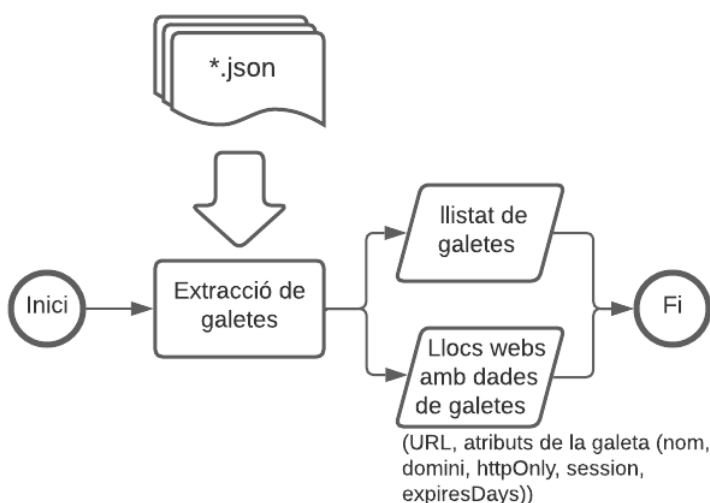 *.json
llistat de
galetes
Inici
Extracció de
galetes
Fi
Llocs webs
amb dades
de galetes
(URL, atributs de la galeta (nom,
domini, httpOnly, session,
expiresDays))